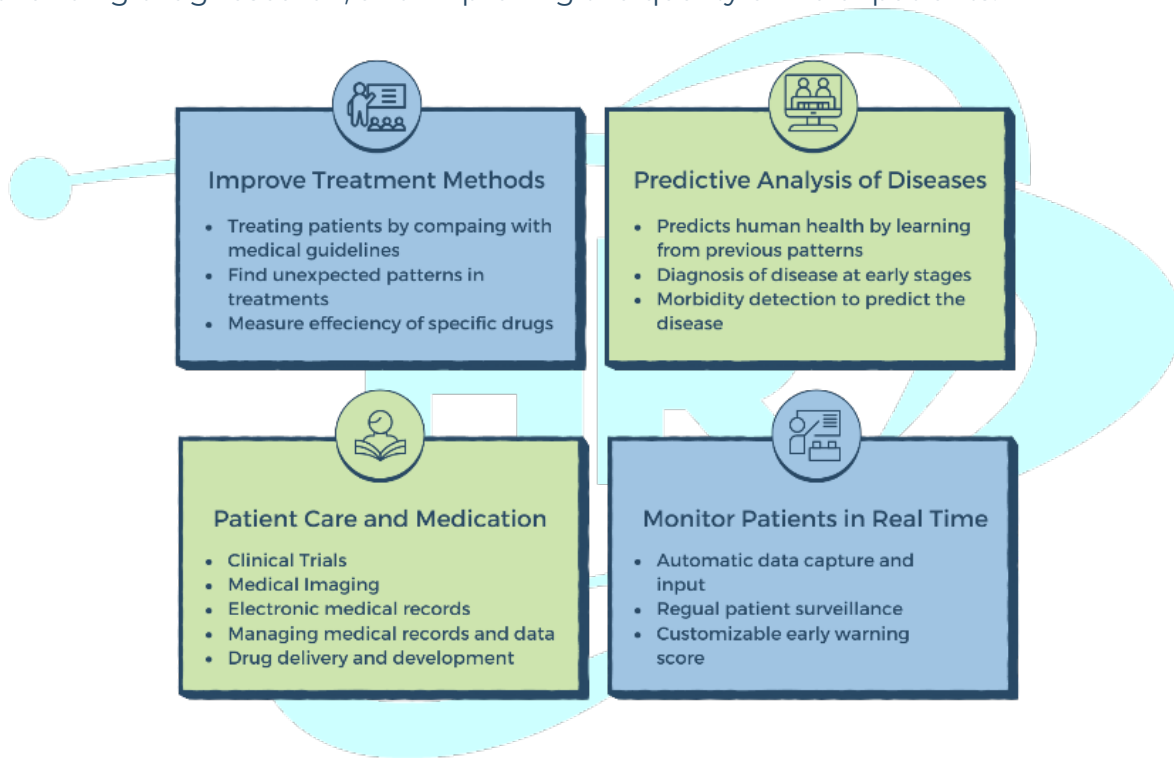 Improve Treatment Methods
• Treating patients by compaing with
medical guidelines
• Find unexpected patterns in
treatments
• Measure effeciency of specific drugs
Predictive Analysis of Diseases
• Predicts human health by learning
from previous patterns
• Diagnosis of disease at early stages
• Morbidity detection to predict the
disease
Patient Care and Medication
• Clinical Trials
• Medical Imaging
• Electronic medical records
• Managing medical records and data
• Drug delivery and development
Monitor Patients in Real Time
• Automatic data capture and
input
• Regual patient surveillance
• Customizable early warning
score